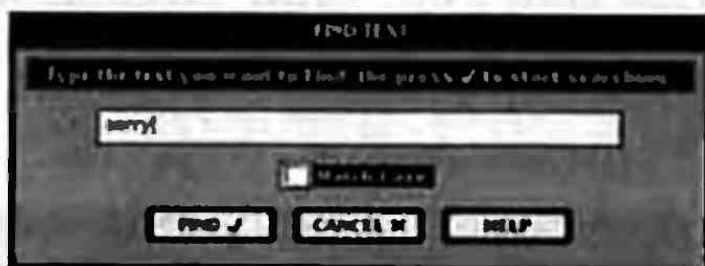 FIND TEXT
Type the text you want to find, the press ✓ to start searching
Match Case
FIND ✓ CANCEL ✕ HELP